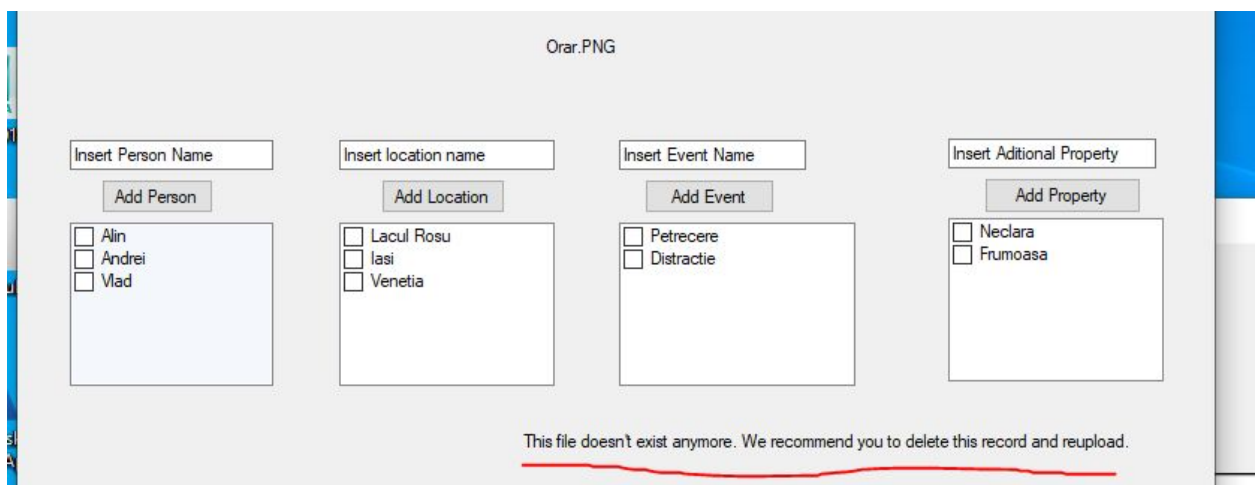 Orar.PNG
Insert Person Name
Insert location name
Insert Event Name
Insert Aditional Property
Add Person
Add Location
Add Event
Add Property
Alin
Andrei
Vlad
Lacul Rosu
Iasi
Venetia
Petrecere
Distractie
Neclara
Frumoasa
This file doesn't exist anymore. We recommend you to delete this record and reupload.